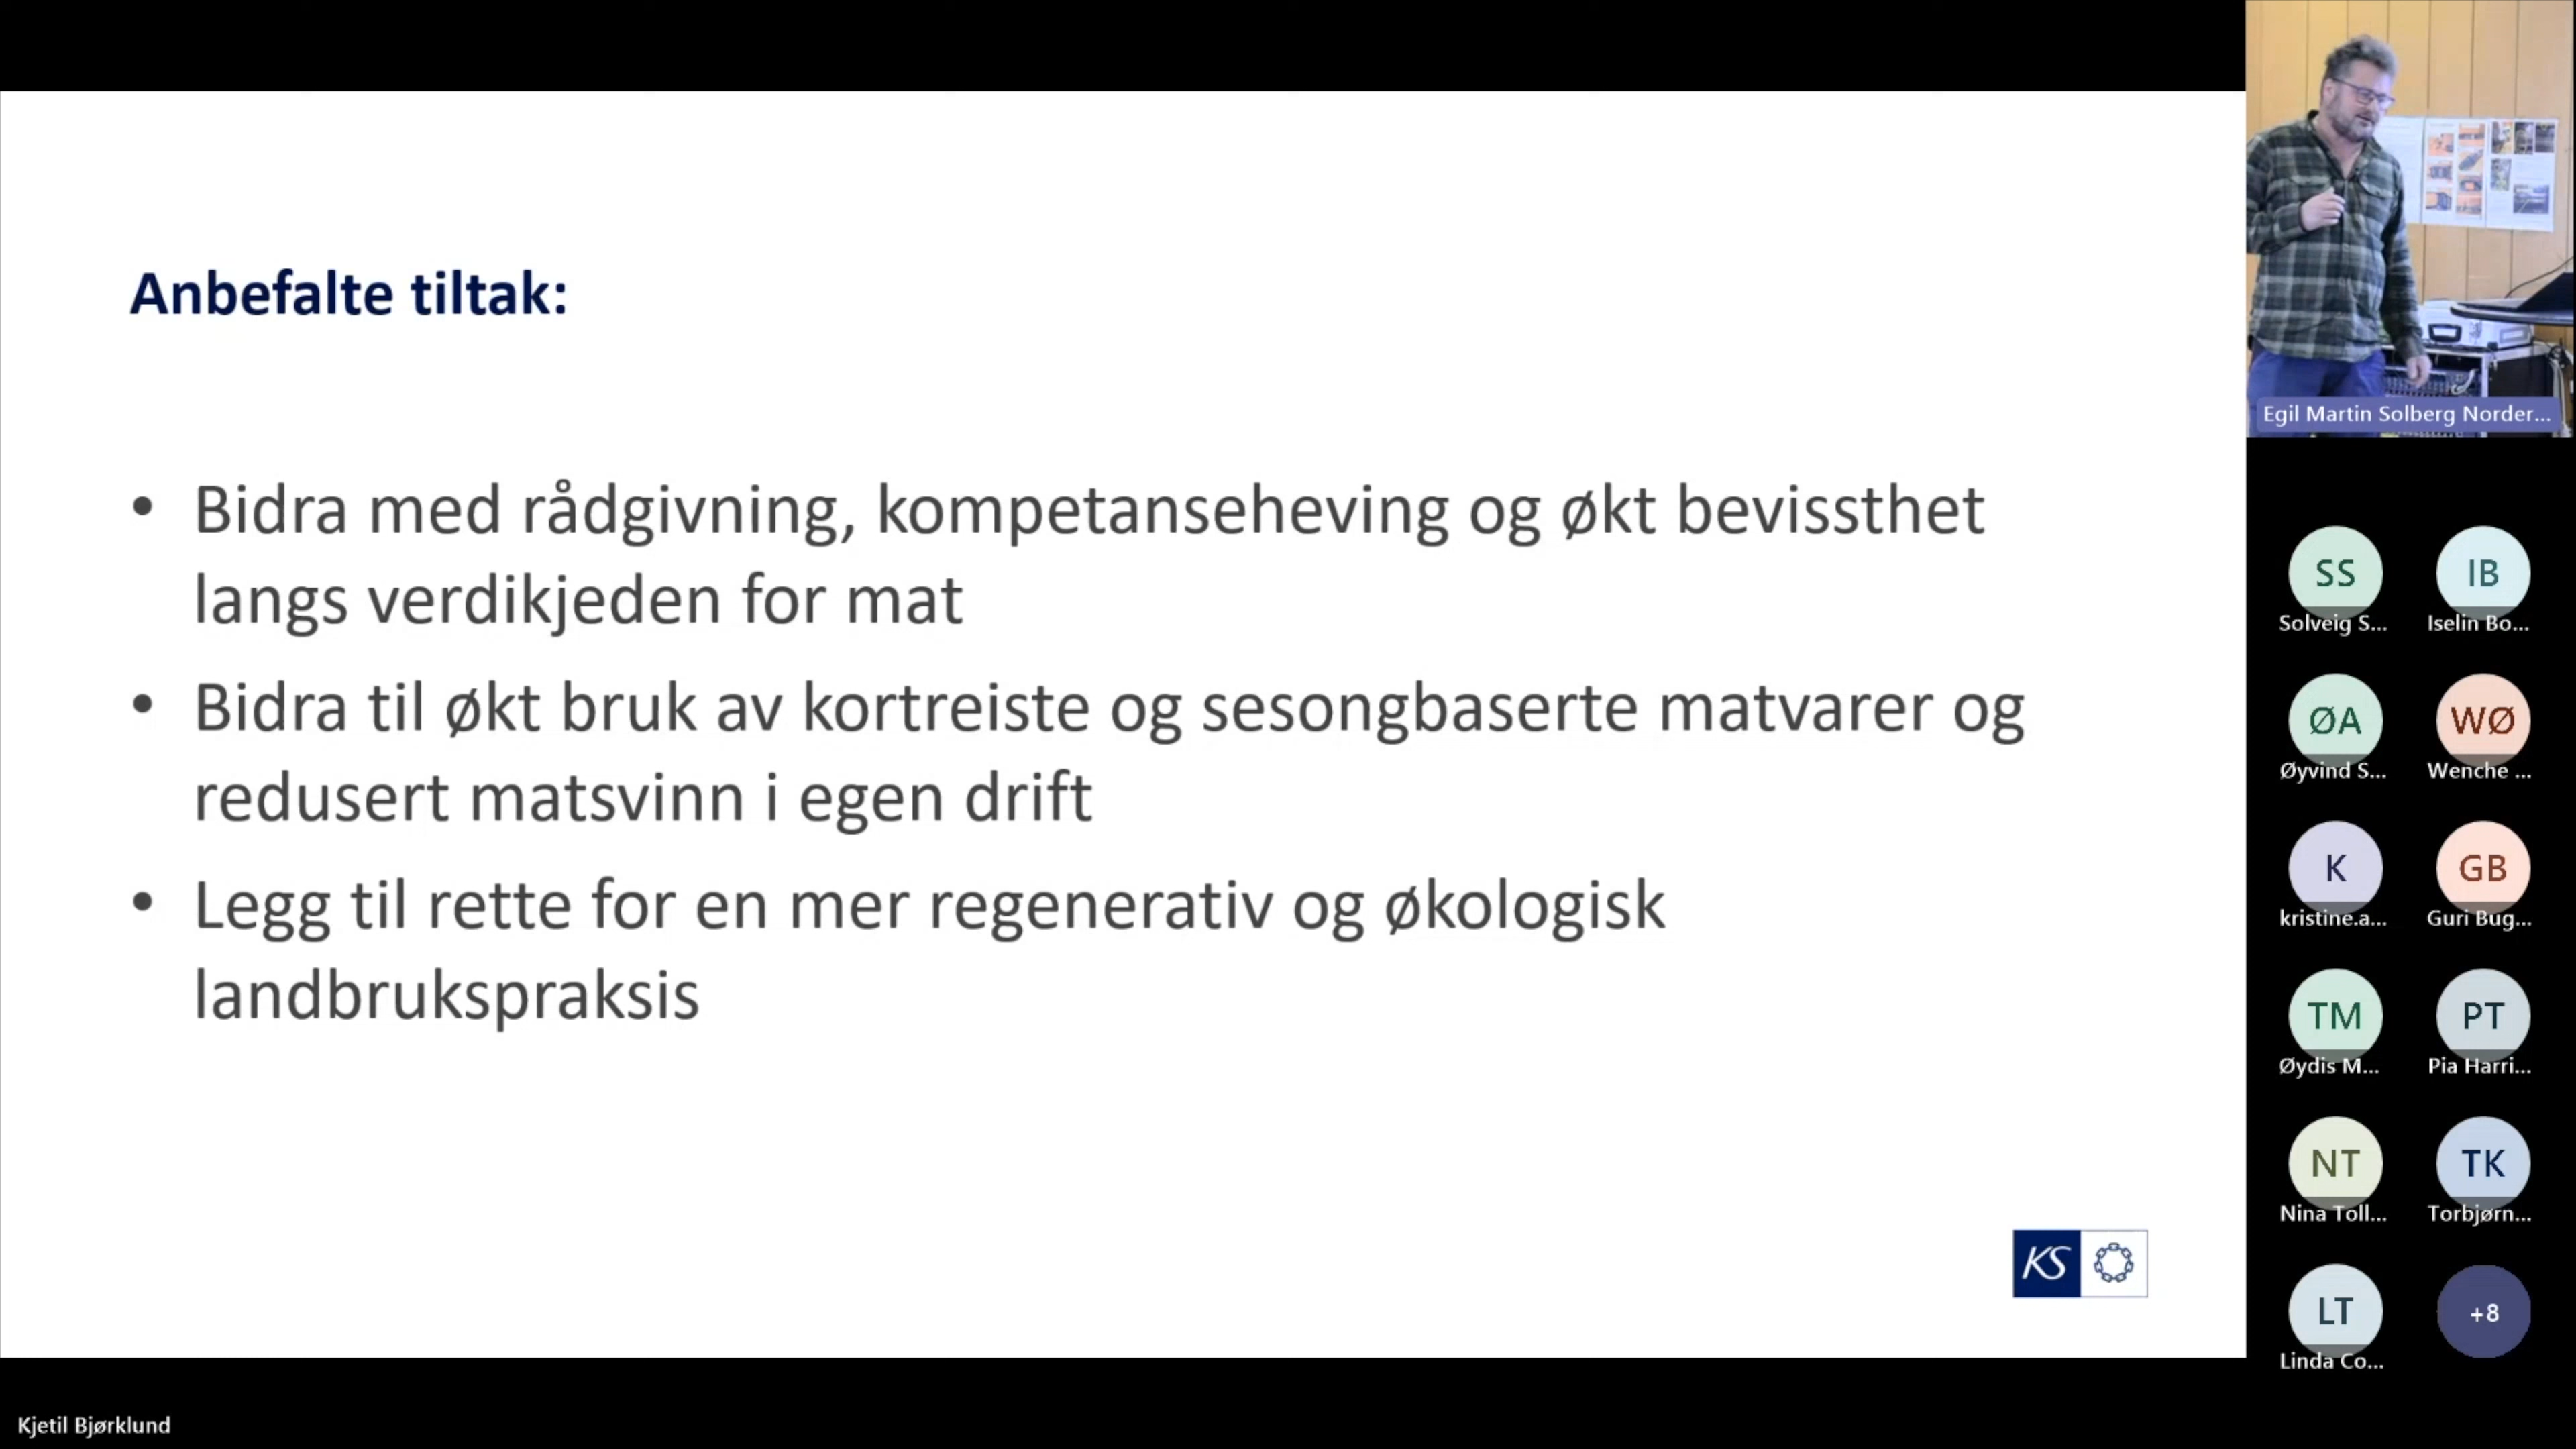 Anbefalte tiltak:
• Bidra med rådgivning, kompetanseheving og økt bevissthet
langs verdikjeden for mat
• Bidra til økt bruk av kortreiste og sesongbaserte matvarer og
redusert matsvinn i egen drift
• Legg til rette for en mer regenerativ og økologisk
landbrukspraksis
KS
Kjetil Bjørklund
Egil Martin Solberg Norder...
SS
IB
Solveig S...
Iselin Bo...
ØA
WØ
Øyvind S...
Wenche ...
K
GB
kristine.a...
Guri Bug...
TM
PT
Øydis M...
Pia Harri...
NT
TK
Nina Toll...
Torbjørn...
LT
+8
Linda Co...